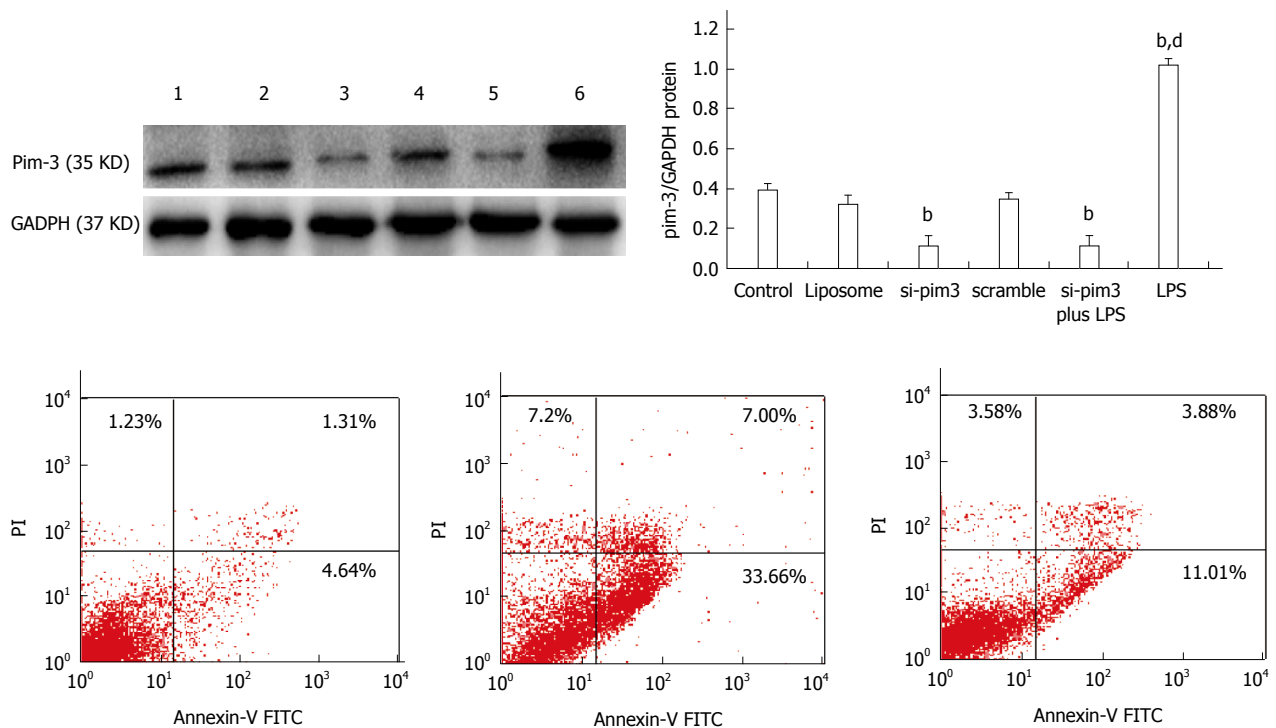 1 2 3 4 5 6
Pim-3 (35 KD)
GADPH (37 KD)
pim-3/GAPDH protein
1.2
1.0
0.8
0.6
0.4
0.2
0.0
b b b,d
Control Liposome si-pim3 scramble si-pim3 LPS
plus LPS
PI
10⁴
10³
10²
10¹
10⁰
1.23% 1.31%
4.64%
10⁰ 10¹ 10² 10³ 10⁴
Annexin-V FITC
PI
10⁴
10³
10²
10¹
10⁰
7.2% 7.00%
33.66%
10⁰ 10¹ 10² 10³ 10⁴
Annexin-V FITC
PI
10⁴
10³
10²
10¹
10⁰
3.58% 3.88%
11.01%
10⁰ 10¹ 10² 10³ 10⁴
Annexin-V FITC